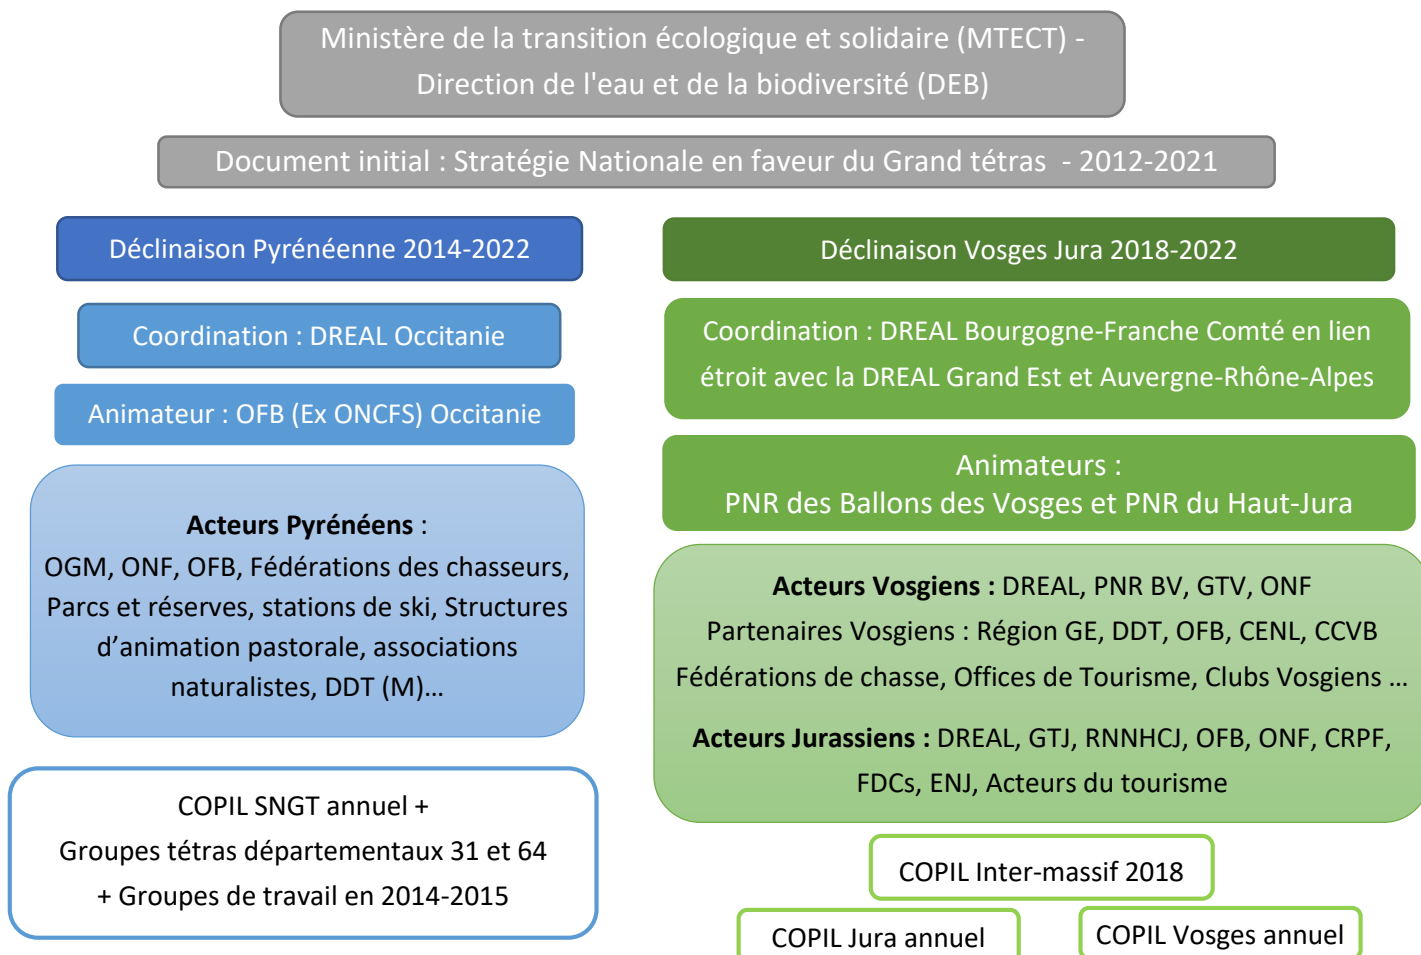 Ministère de la transition écologique et solidaire (MTECT) -
Direction de l'eau et de la biodiversité (DEB)
Document initial : Stratégie Nationale en faveur du Grand tétras - 2012-2021
Déclinaison Pyrénéenne 2014-2022
Coordination : DREAL Occitanie
Animateur : OFB (Ex ONCFS) Occitanie
Acteurs Pyrénéens :
OGM, ONF, OFB, Fédérations des chasseurs,
Parcs et réserves, stations de ski, Structures
d’animation pastorale, associations
naturalistes, DDT (M)…
COPIL SNGT annuel +
Groupes tétras départementaux 31 et 64
+ Groupes de travail en 2014-2015
Déclinaison Vosges Jura 2018-2022
Coordination : DREAL Bourgogne-Franche Comté en lien
étroit avec la DREAL Grand Est et Auvergne-Rhône-Alpes
Animateurs :
PNR des Ballons des Vosges et PNR du Haut-Jura
Acteurs Vosgiens : DREAL, PNR BV, GTV, ONF
Partenaires Vosgiens : Région GE, DDT, OFB, CENL, CCVB
Fédérations de chasse, Offices de Tourisme, Clubs Vosgiens …
Acteurs Jurassiens : DREAL, GTJ, RNNHCJ, OFB, ONF, CRPF,
FDCs, ENJ, Acteurs du tourisme
COPIL Inter-massif 2018
COPIL Jura annuel
COPIL Vosges annuel